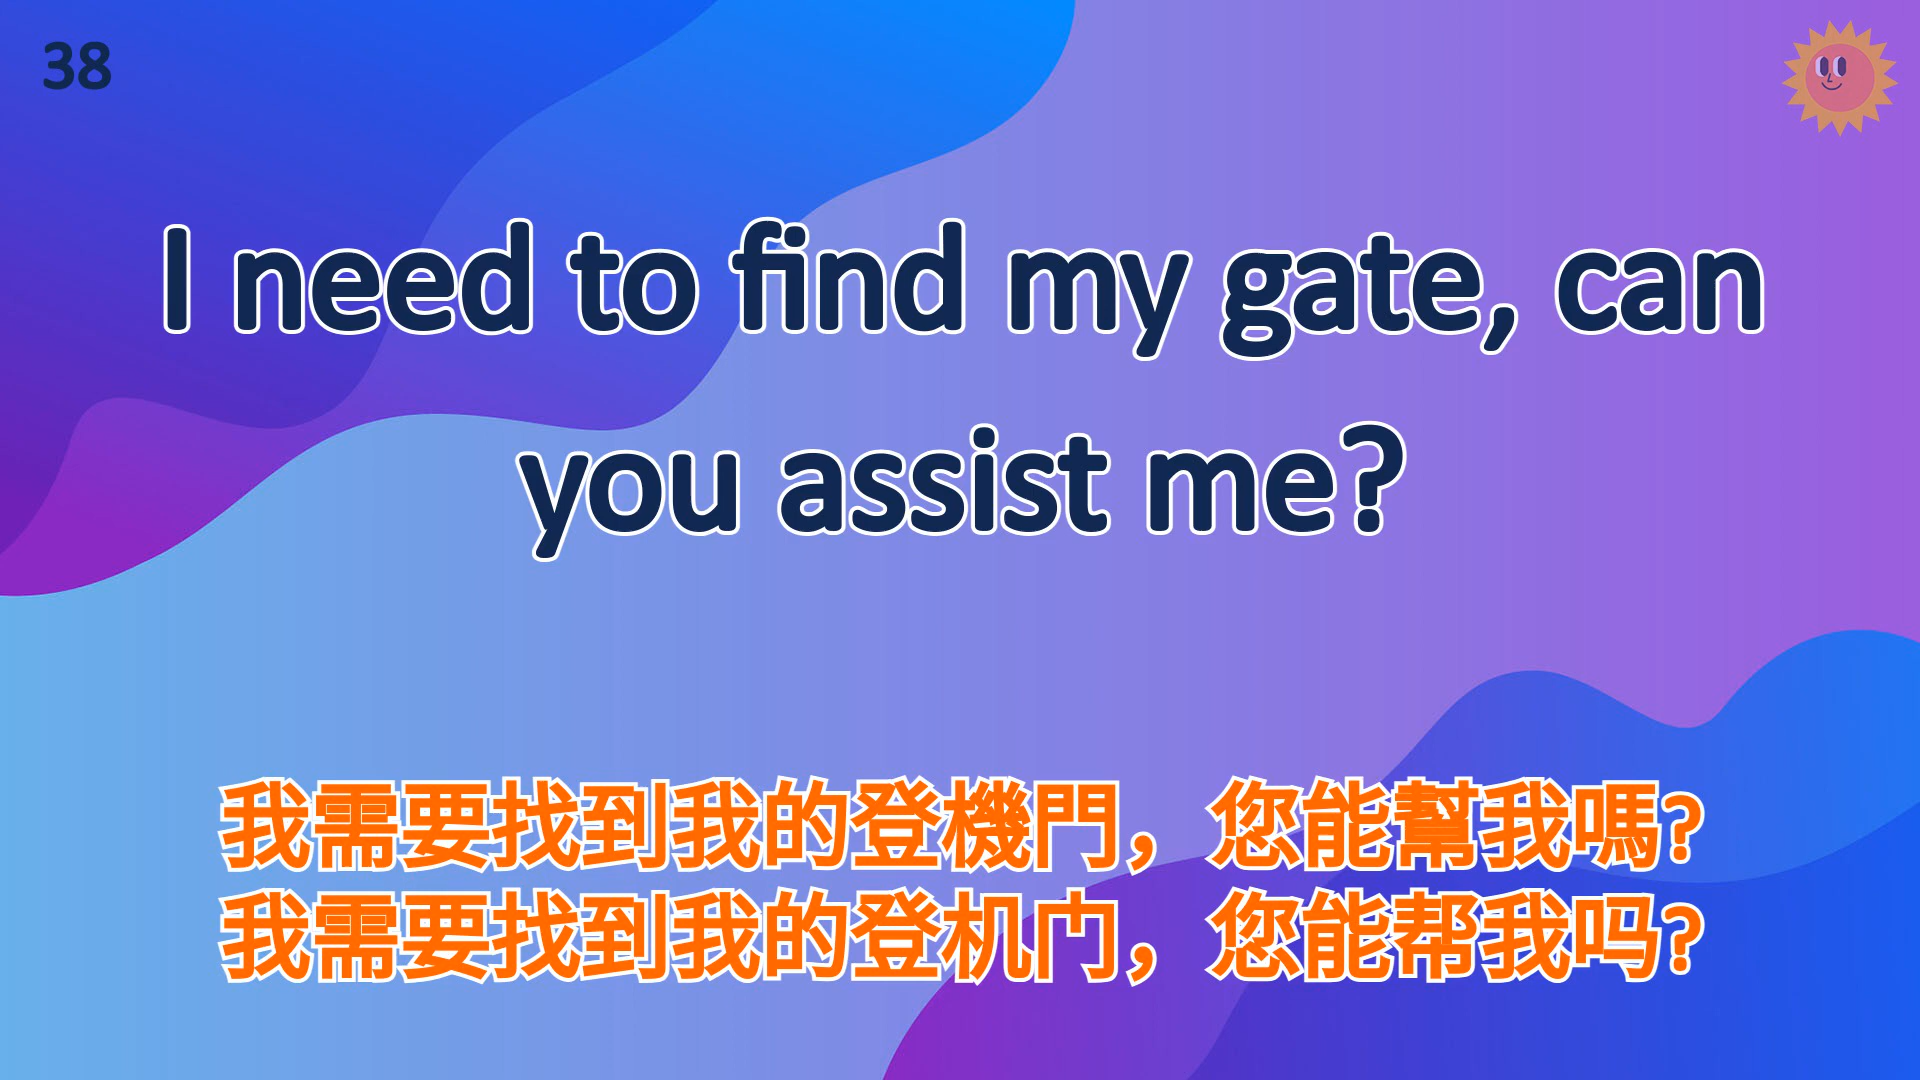 38
I need to find my gate, can
you assist me?
我需要找到我的登機門，您能幫我嗎?
我需要找到我的登机门，您能帮我吗?